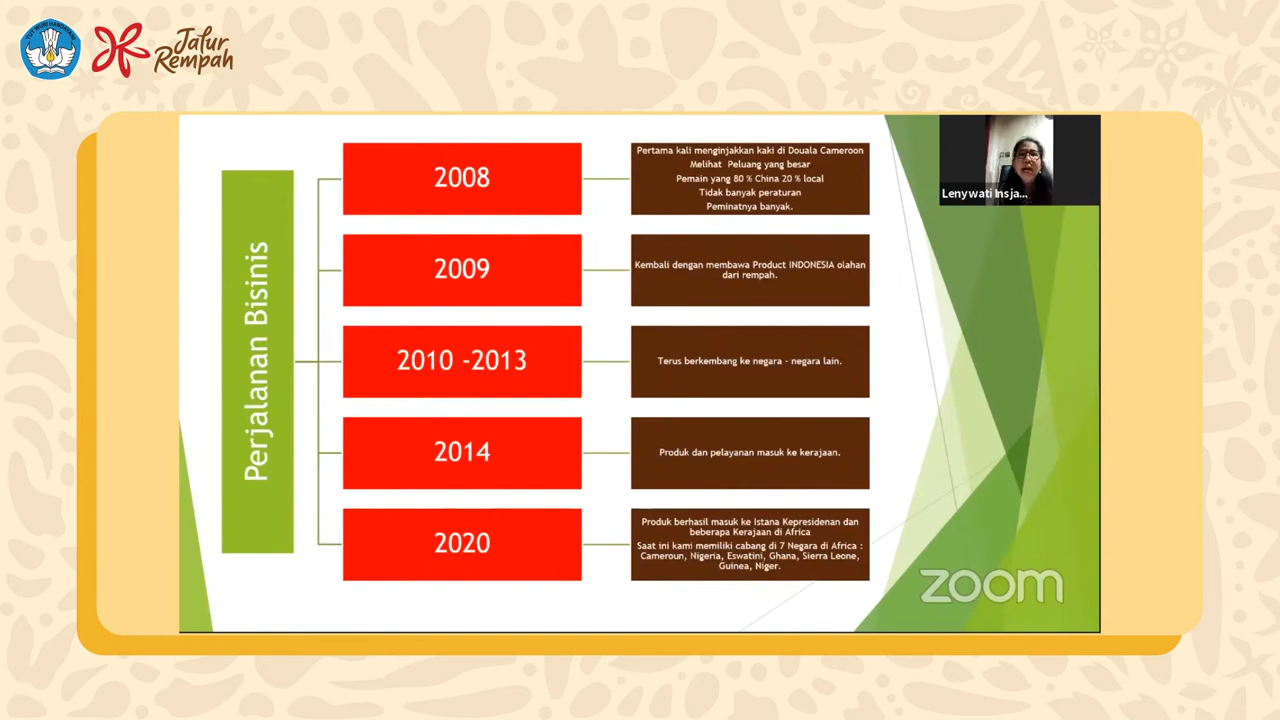 TUT WURI HANDAYANI
Jalur
Rempah
Perjalanan Bisinis
2008
Pertama kali menginjakkan kaki di Douala Cameroon
Melihat Peluang yang besar
Pemain yang 80 % China 20 % local
Tidak banyak peraturan
Peminatnya banyak.
2009
Kembali dengan membawa Product INDONESIA olahan
dari rempah.
2010 -2013
Terus berkembang ke negara - negara lain.
2014
Produk dan pelayanan masuk ke kerajaan.
2020
Produk berhasil masuk ke Istana Kepresidenan dan
beberapa Kerajaan di Africa
Saat ini kami memiliki cabang di 7 Negara di Africa :
Cameroun, Nigeria, Eswatini, Ghana, Sierra Leone,
Guinea, Niger.
Lenywati Insja...
zoom